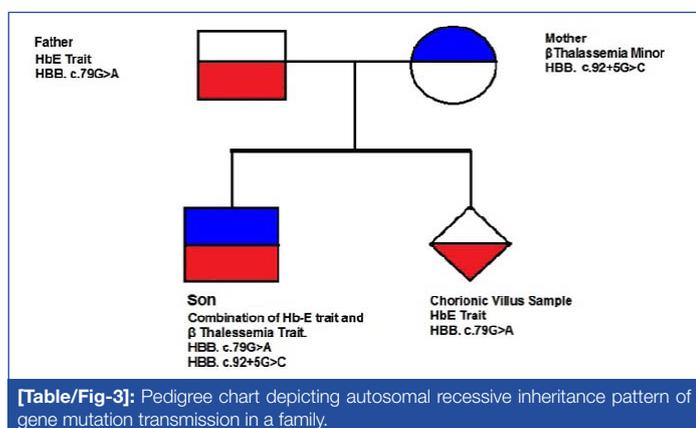 Father
HbE Trait
HBB. c.79G>A
Mother
βThalassemia Minor
HBB. c.92+5G>C
Son
Combination of Hb-E trait and
β Thalessemia Trait.
HBB. c.79G>A
HBB. c.92+5G>C
Chorionic Villus Sample
HbE Trait
HBB. c.79G>A
[Table/Fig-3]: Pedigree chart depicting autosomal recessive inheritance pattern of
gene mutation transmission in a family.